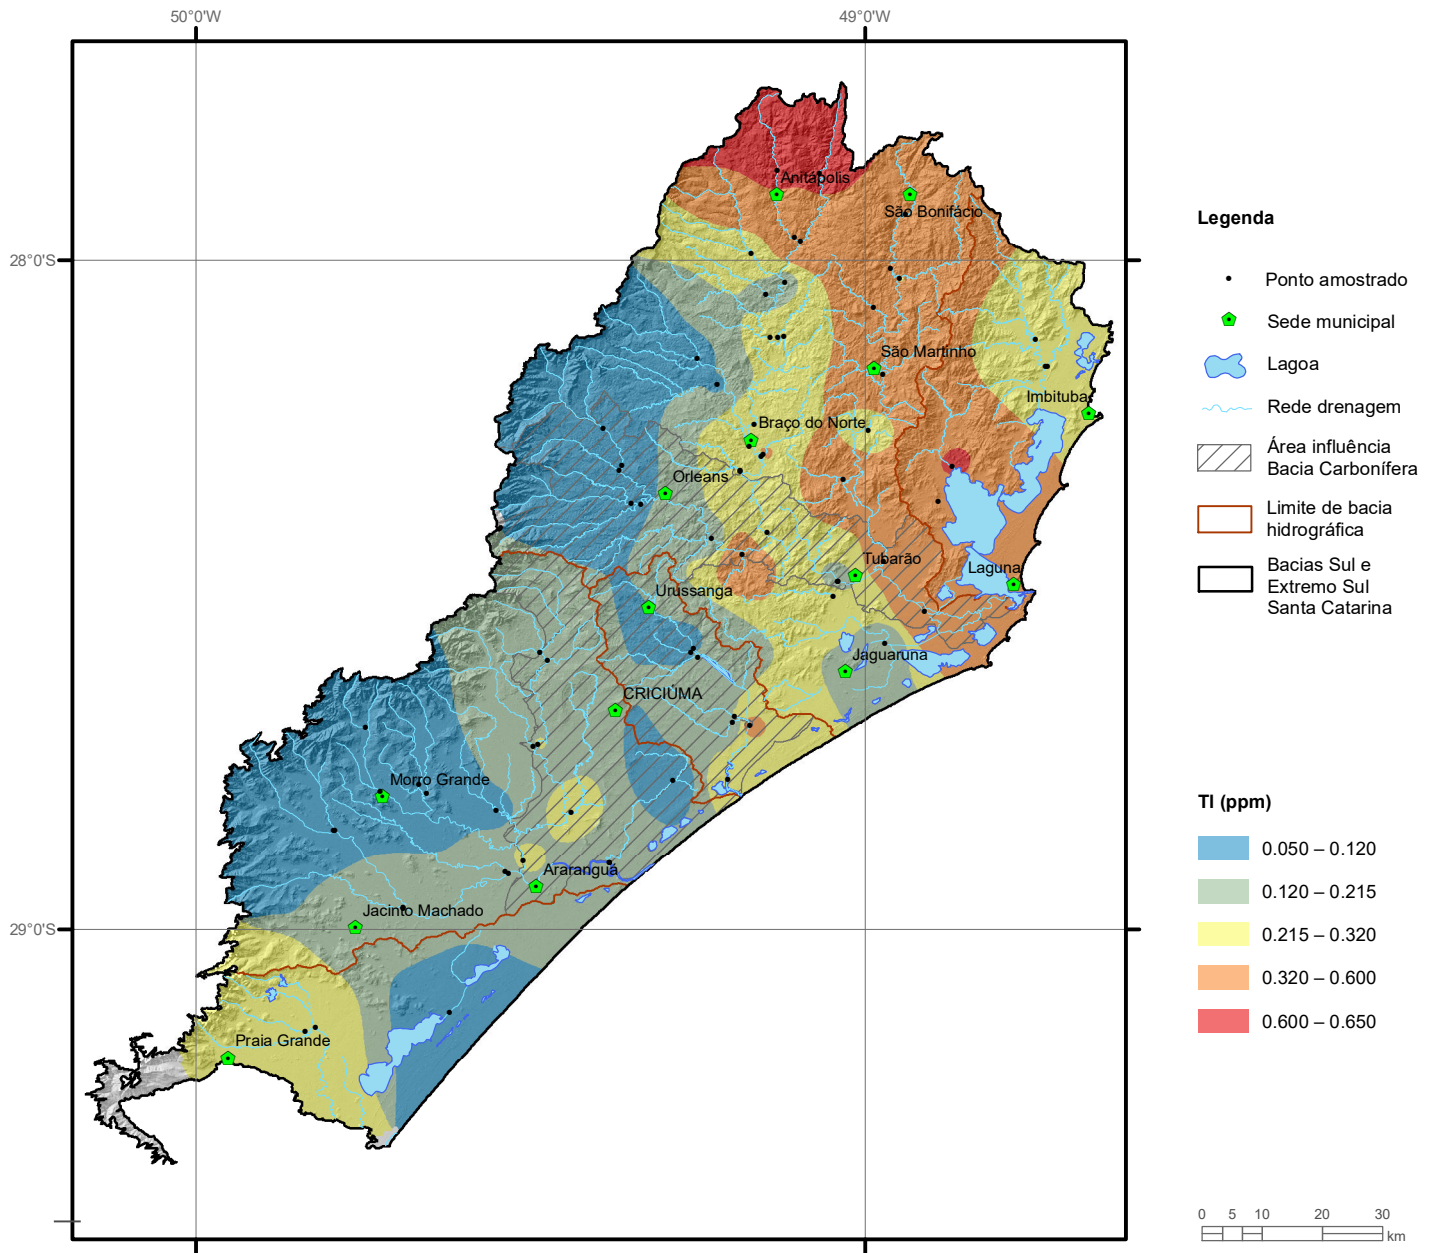 50°0'W
49°0'W
28°0'S
29°0'S
Anitápolis
São Bonifácio
São Martinho
Imbituba
Braço do Norte
Orleans
Tubarão
Laguna
Urussanga
Jaguaruna
CRICIÚMA
Morro Grande
Araranguá
Jacinto Machado
Praia Grande
Legenda
Ponto amostrado
Sede municipal
Lagoa
Rede drenagem
Área influência
Bacia Carbonífera
Limite de bacia
hidrográfica
Bacias Sul e
Extremo Sul
Santa Catarina
Tl (ppm)
0.050 – 0.120
0.120 – 0.215
0.215 – 0.320
0.320 – 0.600
0.600 – 0.650
0 5 10 20 30
km